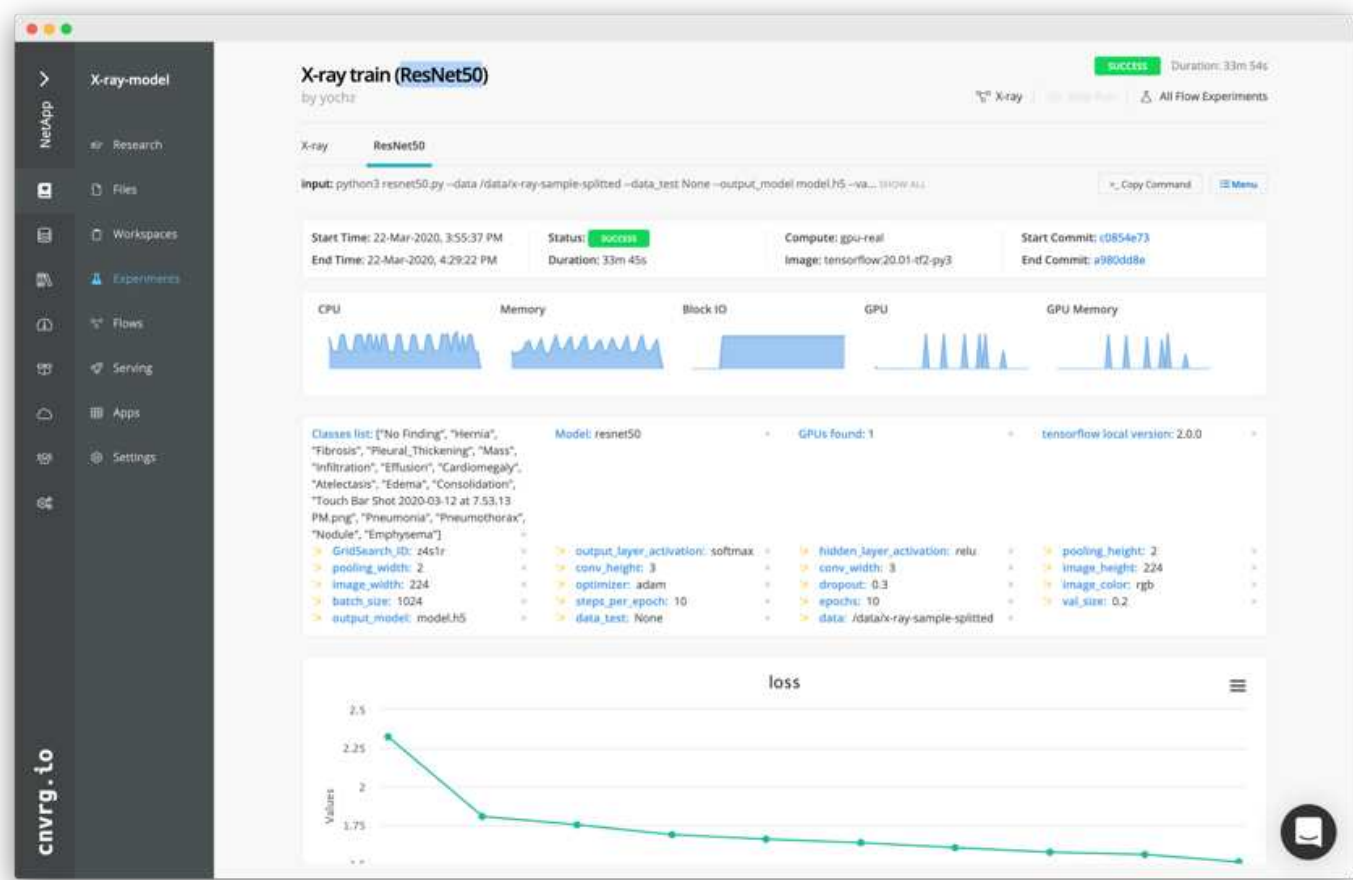 X-ray-model
NetApp
Research
Files
Workspaces
Experiments
Flows
Serving
Apps
Settings
cnvrg.io
X-ray train (ResNet50)
by yochz
SUCCESS Duration: 33m 54s
X-ray
All Flow Experiments
X-ray ResNet50
input: python3 resnet50.py --data /data/x-ray-sample-splitted --data_test None --output_model model.h5 --va... SHOW ALL
>_ Copy Command
Menu
Start Time: 22-Mar-2020, 3:55:37 PM Status: SUCCESS Compute: gpu-real Start Commit: c0854e73
End Time: 22-Mar-2020, 4:29:22 PM Duration: 33m 45s Image: tensorflow:20.01-tf2-py3 End Commit: a980dd8e
CPU Memory Block IO GPU GPU Memory
Classes list: ["No Finding", "Hernia", Model: resnet50 GPUs found: 1 tensorflow local version: 2.0.0
"Fibrosis", "Pleural_Thickening", "Mass",
"Infiltration", "Effusion", "Cardiomegaly",
"Atelectasis", "Edema", "Consolidation",
"Touch Bar Shot 2020-03-12 at 7.53.13
PM.png", "Pneumonia", "Pneumothorax",
"Nodule", "Emphysema"]
GridSearch_ID: z4s1r output_layer_activation: softmax hidden_layer_activation: relu pooling_height: 2
pooling_width: 2 conv_height: 3 conv_width: 3 image_height: 224
image_width: 224 optimizer: adam dropout: 0.3 image_color: rgb
batch_size: 1024 steps_per_epoch: 10 epochs: 10 val_size: 0.2
output_model: model.h5 data_test: None data: /data/x-ray-sample-splitted
loss
2.5
2.25
2
1.75
Values